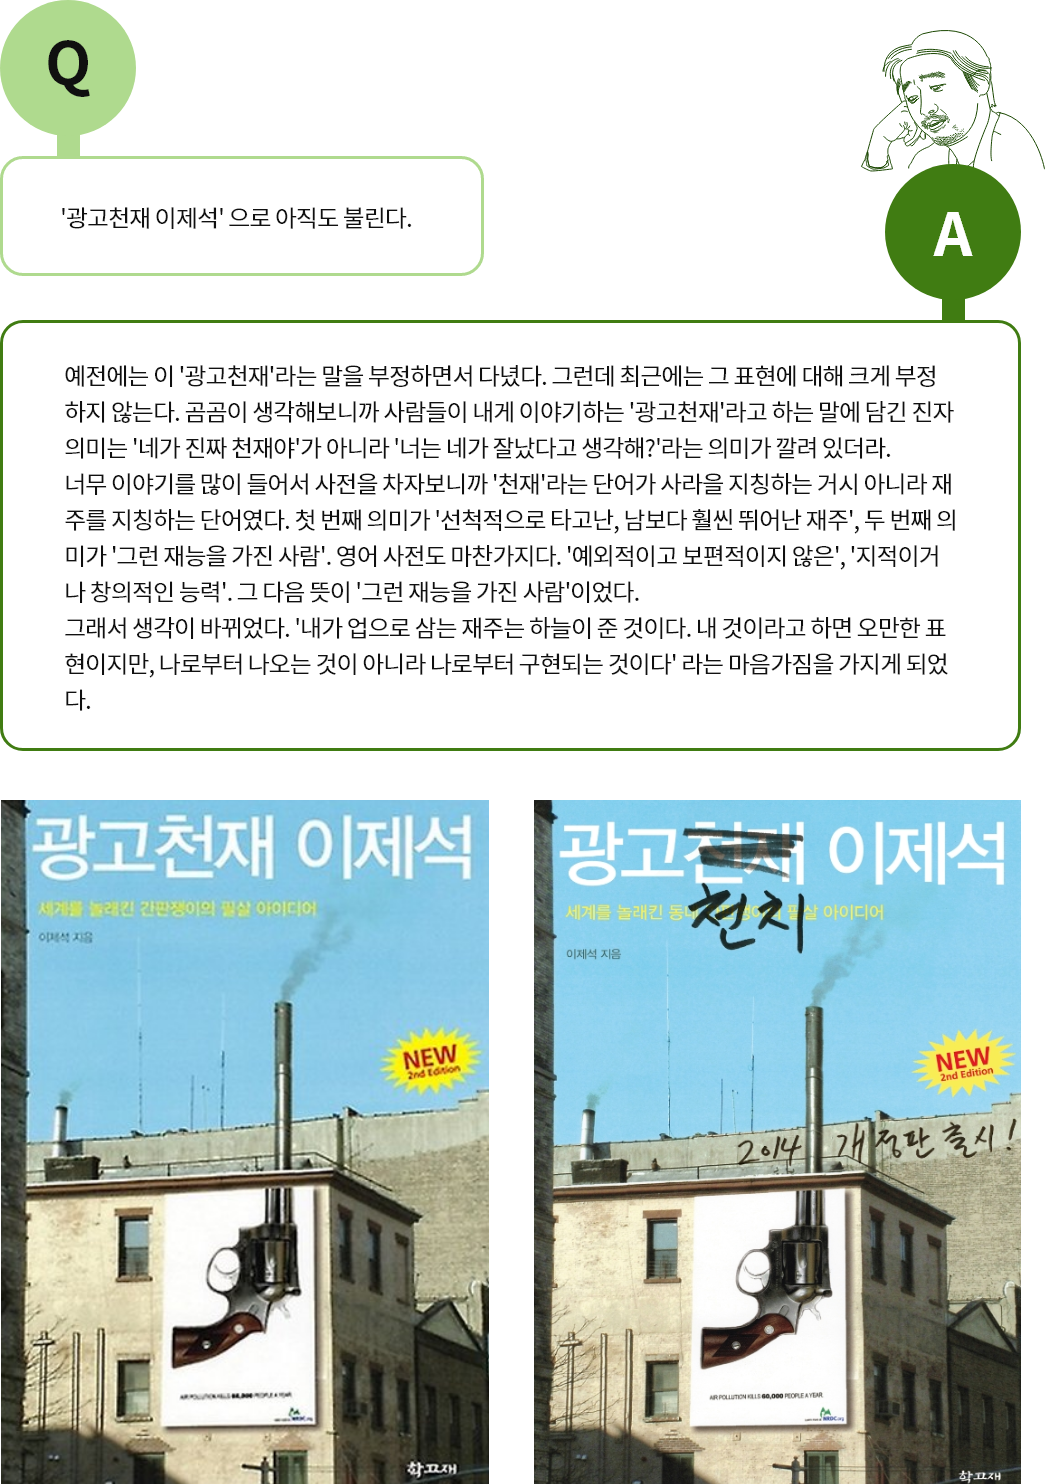 Q
'광고천재 이제석' 으로 아직도 불린다.
A
예전에는 이 '광고천재'라는 말을 부정하면서 다녔다. 그런데 최근에는 그 표현에 대해 크게 부정
하지 않는다. 곰곰이 생각해보니까 사람들이 내게 이야기하는 '광고천재'라고 하는 말에 담긴 진자
의미는 '네가 진짜 천재야'가 아니라 '너는 네가 잘났다고 생각해?'라는 의미가 깔려 있더라.
너무 이야기를 많이 들어서 사전을 차자보니까 '천재'라는 단어가 사라을 지칭하는 거시 아니라 재
주를 지칭하는 단어였다. 첫 번째 의미가 '선척적으로 타고난, 남보다 훨씬 뛰어난 재주', 두 번째 의
미가 '그런 재능을 가진 사람'. 영어 사전도 마찬가지다. '예외적이고 보편적이지 않은', '지적이거
나 창의적인 능력'. 그 다음 뜻이 '그런 재능을 가진 사람'이었다.
그래서 생각이 바뀌었다. '내가 업으로 삼는 재주는 하늘이 준 것이다. 내 것이라고 하면 오만한 표
현이지만, 나로부터 나오는 것이 아니라 나로부터 구현되는 것이다' 라는 마음가짐을 가지게 되었
다.
광고천재 이제석
세계를 놀래킨 간판쟁이의 필살 아이디어
이제석 지음
NEW
2nd Edition
AIR POLLUTION KILLS 60,000 PEOPLE A YEAR.
NRDC.org
학고재
광고천재 이제석
천치
세계를 놀래킨 동네 간판쟁이의 필살 아이디어
이제석 지음
NEW
2nd Edition
2014 개정판 출시!
AIR POLLUTION KILLS 60,000 PEOPLE A YEAR.
NRDC.org
학고재